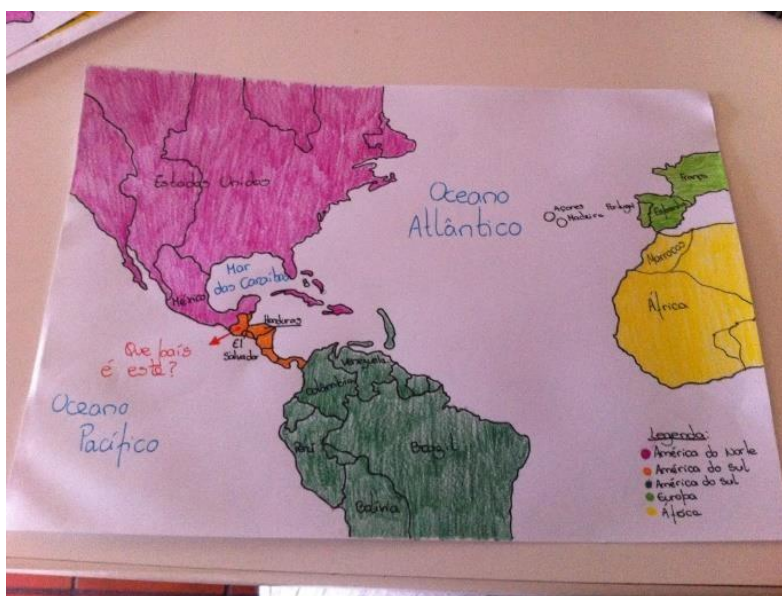 Estados Unidos
Oceano
Atlântico
Açores
Madeira
Portugal
Espanha
França
Marrocos
África
Mar
das Caraíbas
México
B
Honduras
El
Salvador
Que país
é este?
Oceano
Pacífico
Venezuela
Colômbia
Perú
Brazil
Bolívia
Legenda:
América do Norte
América do Sul
América do Sul
Europa
África